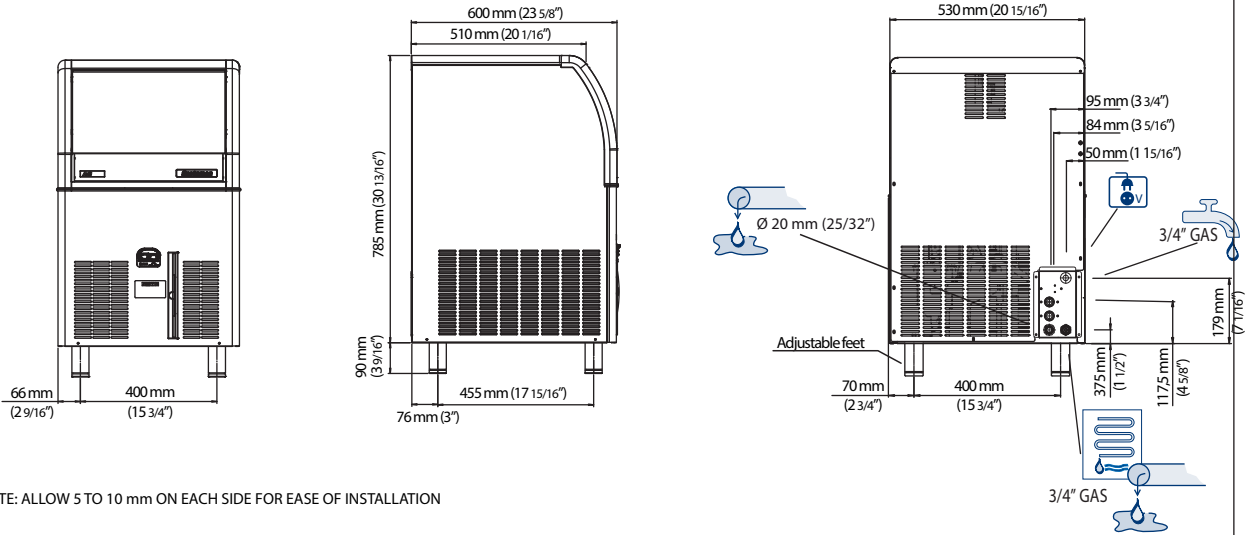 600 mm (23 5/8")
510 mm (20 1/16")
785 mm (30 13/16")
90 mm
(3 9/16")
66 mm
(2 9/16")
400 mm
(15 3/4")
455 mm (17 15/16")
76 mm (3")
530 mm (20 15/16")
95 mm (3 3/4")
84 mm (3 5/16")
50 mm (1 15/16")
V
Ø 20 mm (25/32")
3/4" GAS
179 mm
(7 1/16")
Adjustable feet
70 mm
(2 3/4")
400 mm
(15 3/4")
375 mm
(1 1/2")
117,5 mm
(4 5/8")
3/4" GAS
TE: ALLOW 5 TO 10 mm ON EACH SIDE FOR EASE OF INSTALLATION